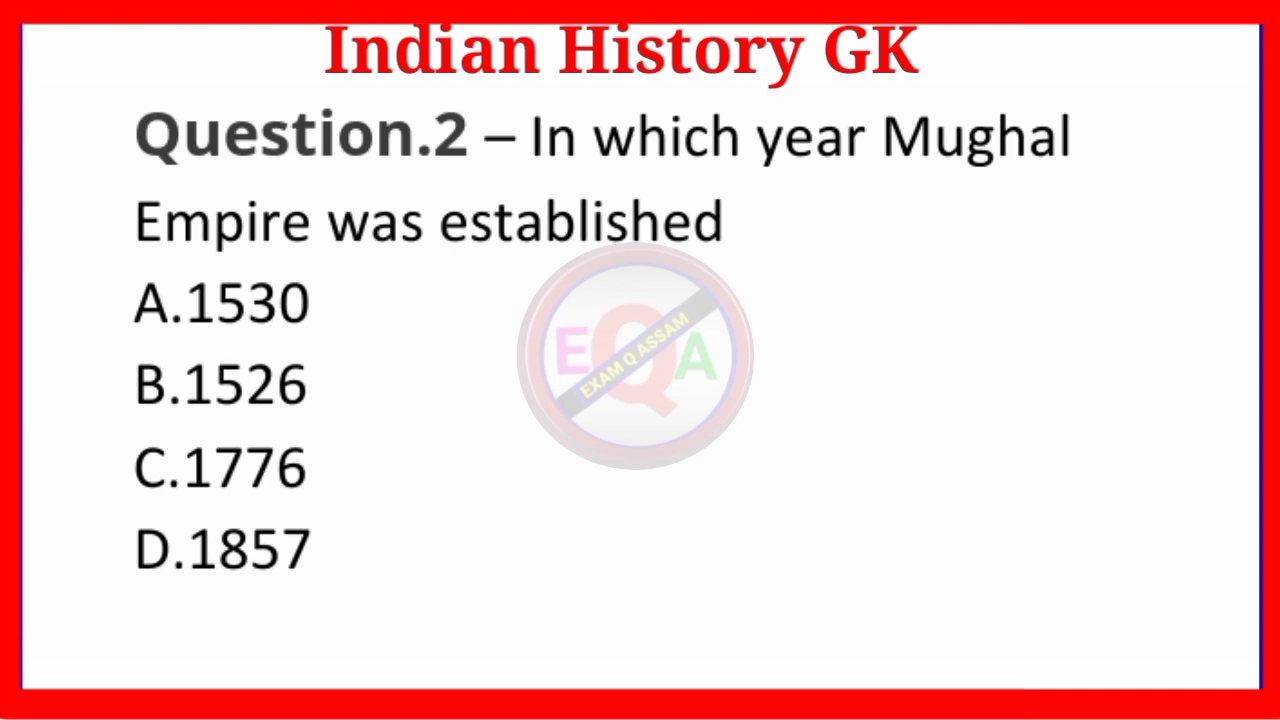 Indian History GK
Question.2 – In which year Mughal
Empire was established
A.1530
B.1526
C.1776
D.1857
EQA
EXAM Q ASSAM